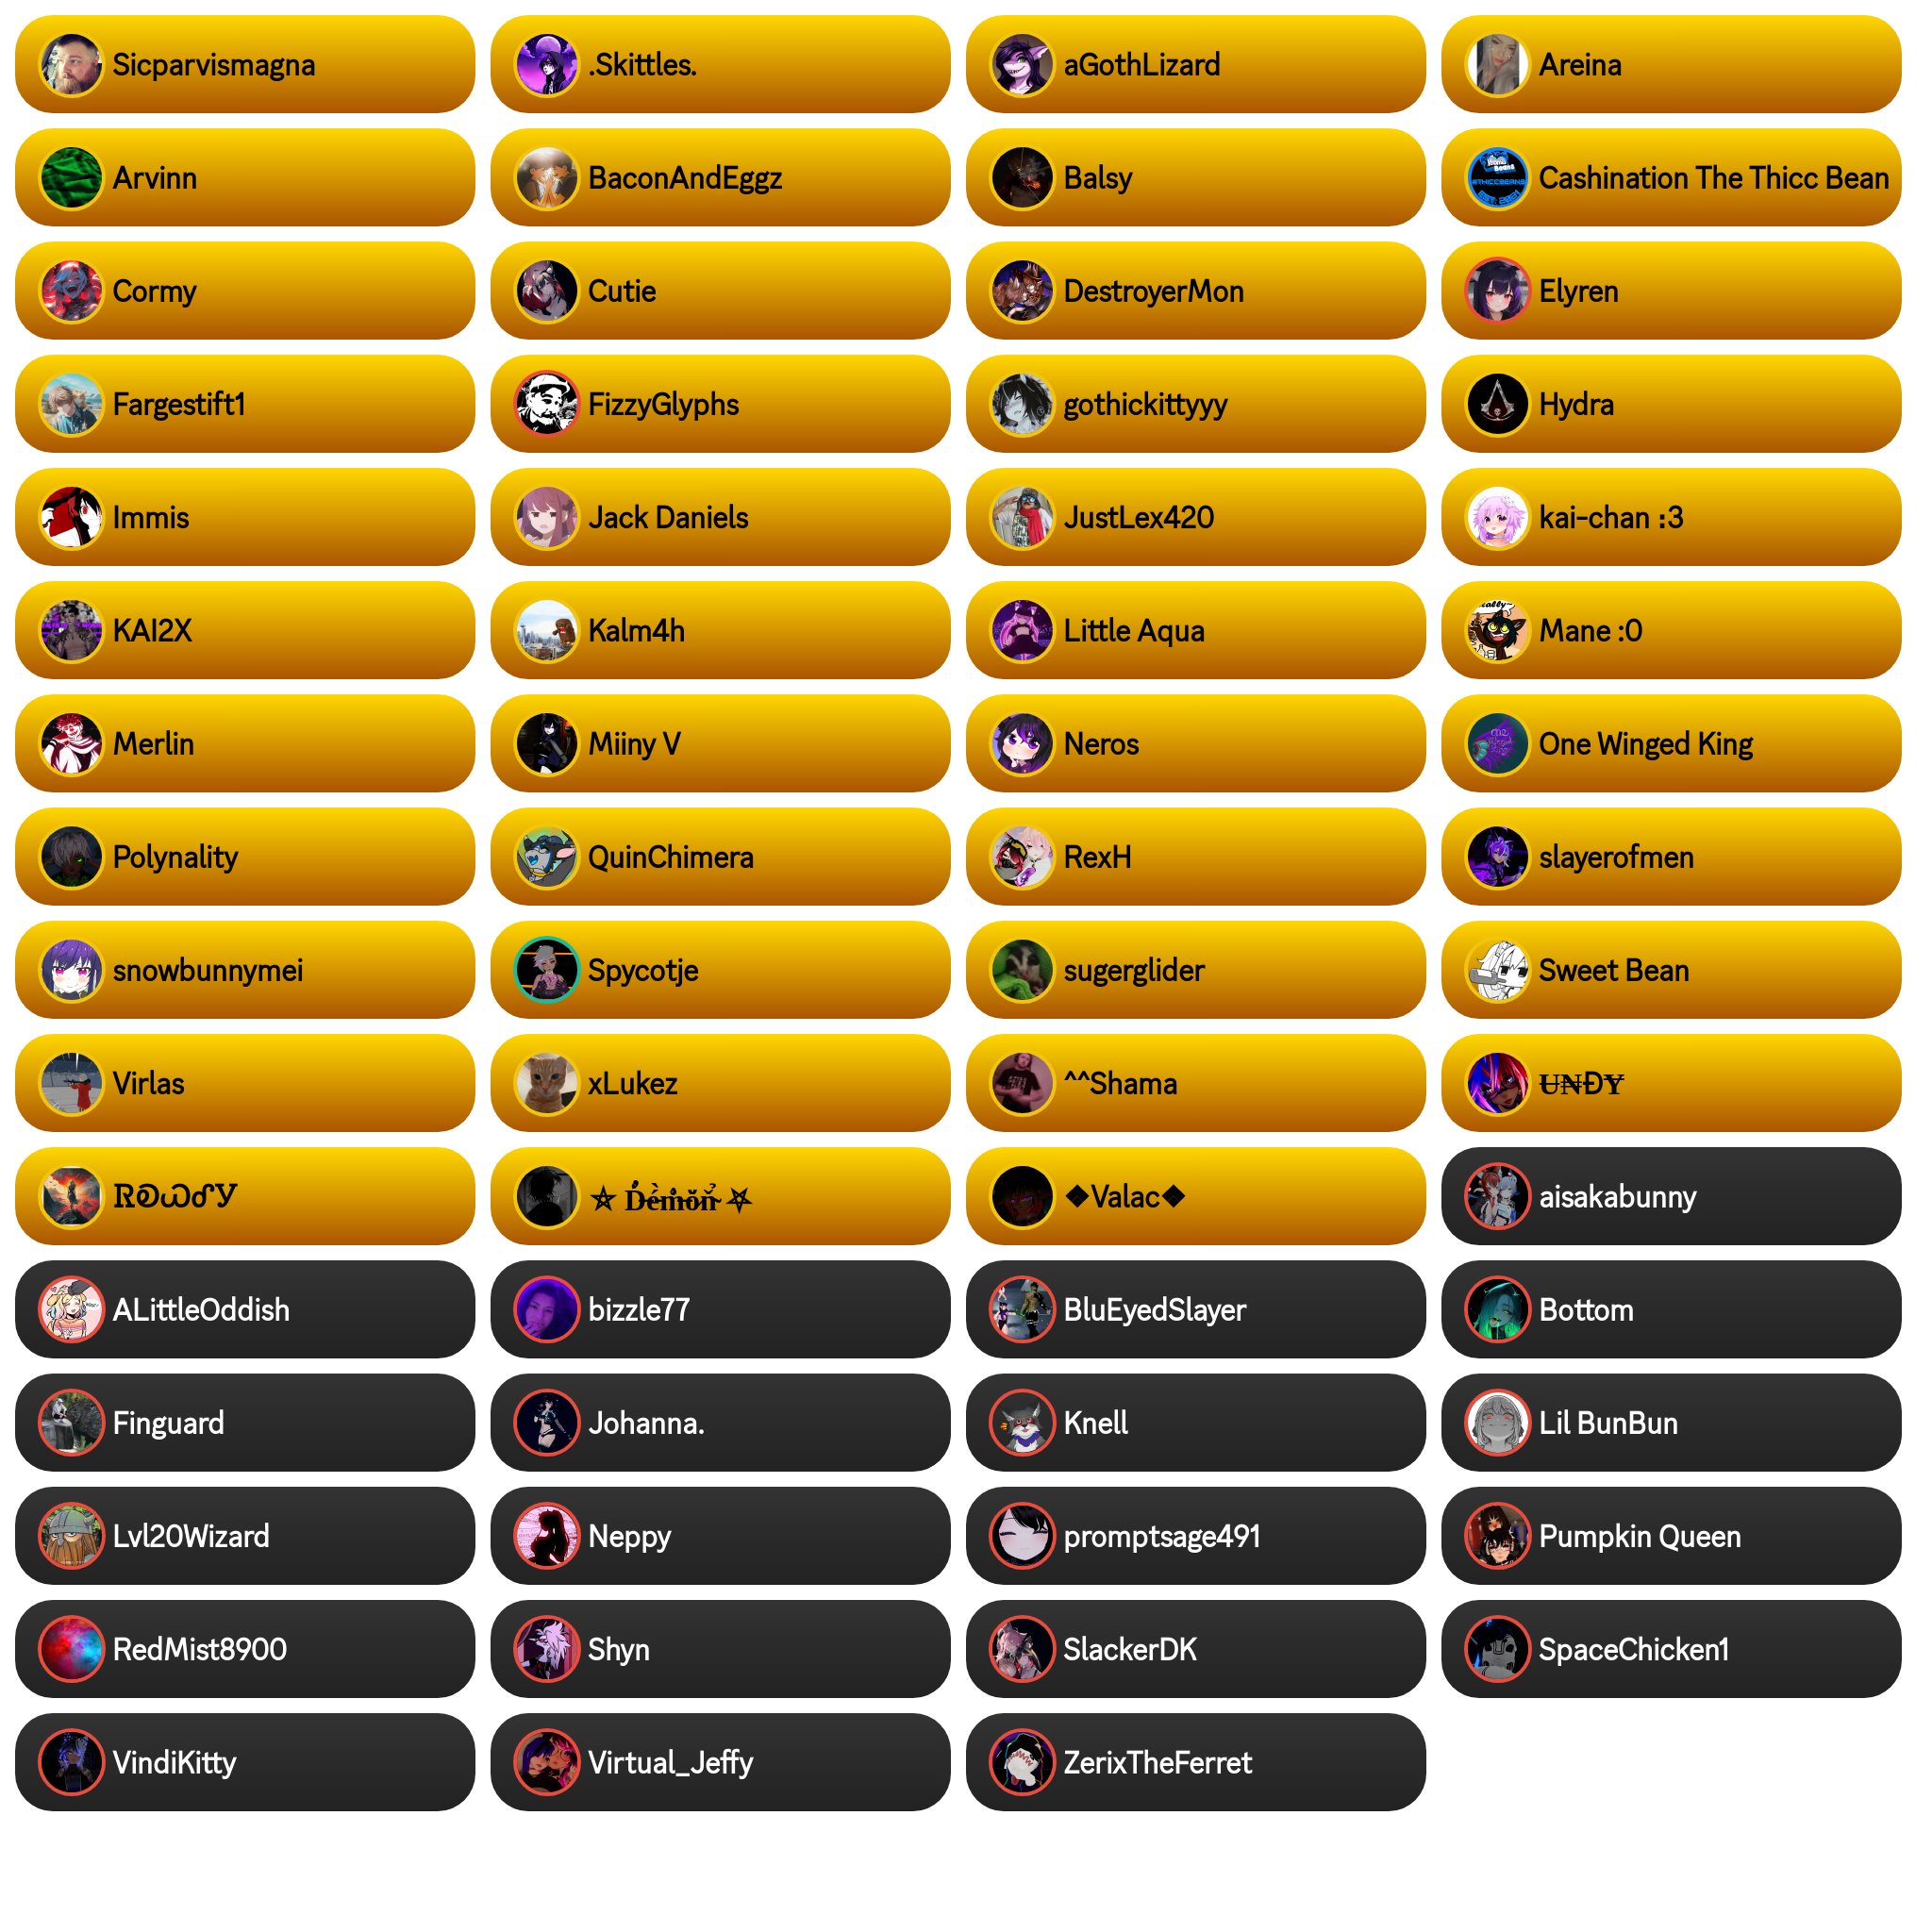 Sicparvismagna
.Skittles.
aGothLizard
Areina
Arvinn
BaconAndEggz
Balsy
Cashination The Thicc Bean
Cormy
Cutie
DestroyerMon
Elyren
Fargestift1
FizzyGlyphs
gothickittyyy
Hydra
Immis
Jack Daniels
JustLex420
kai-chan :3
KAI2X
Kalm4h
Little Aqua
Mane :0
Merlin
Miiny V
Neros
One Winged King
Polynality
QuinChimera
RexH
slayerofmen
snowbunnymei
Spycotje
sugerglider
Sweet Bean
Virlas
xLukez
^^Shama
Ʉ₦ĐɎ
❖Valac❖
aisakabunny
ALittleOddish
bizzle77
BluEyedSlayer
Bottom
Finguard
Johanna.
Knell
Lil BunBun
Lvl20Wizard
Neppy
promptsage491
Pumpkin Queen
RedMist8900
Shyn
SlackerDK
SpaceChicken1
VindiKitty
Virtual_Jeffy
ZerixTheFerret